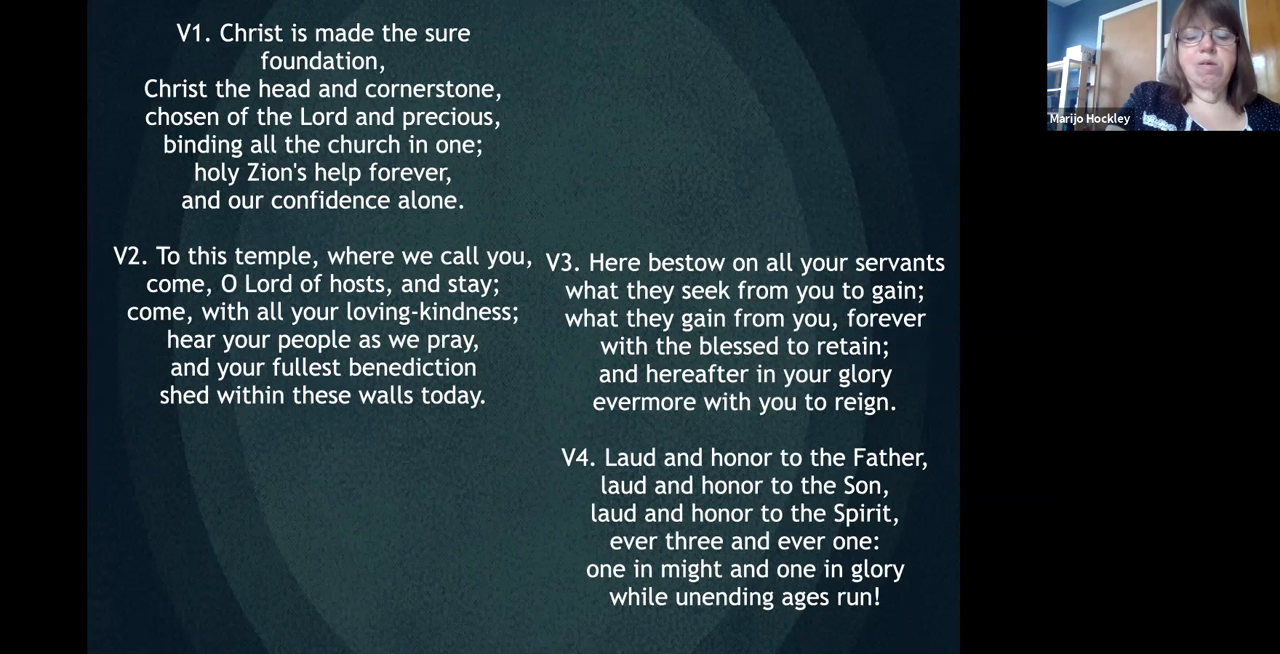 V1. Christ is made the sure
foundation,
Christ the head and cornerstone,
chosen of the Lord and precious,
binding all the church in one;
holy Zion's help forever,
and our confidence alone.
V2. To this temple, where we call you,
come, O Lord of hosts, and stay;
come, with all your loving-kindness;
hear your people as we pray,
and your fullest benediction
shed within these walls today.
V3. Here bestow on all your servants
what they seek from you to gain;
what they gain from you, forever
with the blessed to retain;
and hereafter in your glory
evermore with you to reign.
V4. Laud and honor to the Father,
laud and honor to the Son,
laud and honor to the Spirit,
ever three and ever one:
one in might and one in glory
while unending ages run!
Marijo Hockley